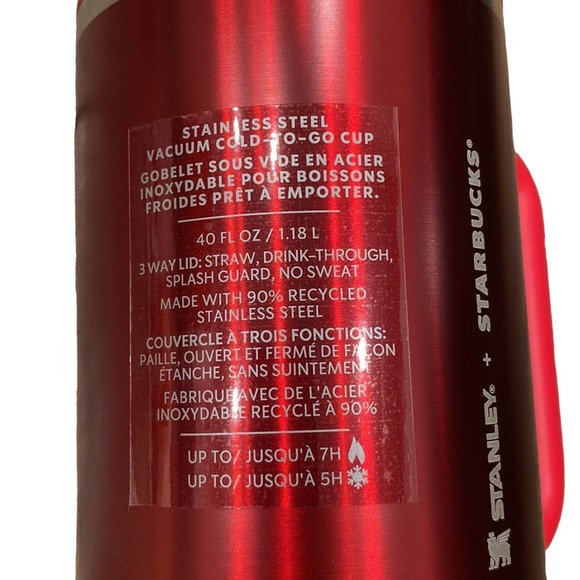 STAINLESS STEEL
VACUUM COLD-TO-GO CUP
GOBELET SOUS VIDE EN ACIER
INOXYDABLE POUR BOISSONS
FROIDES PRÊT À EMPORTER.
40 FL OZ / 1.18 L
3 WAY LID: STRAW, DRINK-THROUGH,
SPLASH GUARD, NO SWEAT
MADE WITH 90% RECYCLED
STAINLESS STEEL
COUVERCLE À TROIS FONCTIONS:
PAILLE, OUVERT ET FERMÉ DE FAÇON
ÉTANCHE, SANS SUINTEMENT
FABRIQUÉ AVEC DE L'ACIER
INOXYDABLE RECYCLÉ À 90%
UP TO/ JUSQU'À 7H
UP TO/ JUSQU'À 5H
STANLEY® + STARBUCKS®